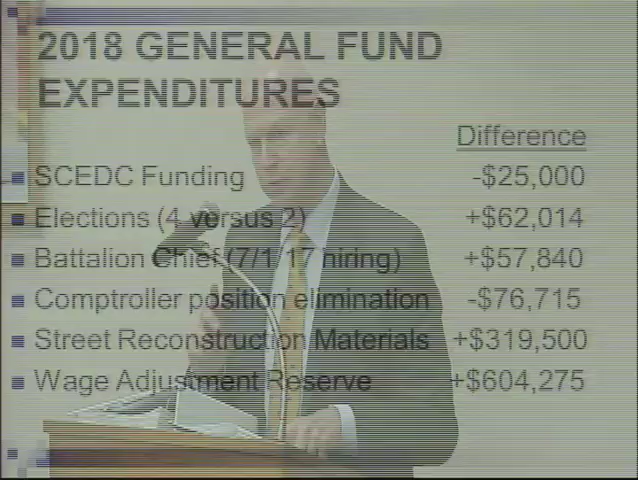 2018 GENERAL FUND
EXPENDITURES
Difference
SCEDC Funding -$25,000
Elections (4 versus 2) +$62,014
Battalion Chief (7/1/17 hiring) +$57,840
Comptroller position elimination -$76,715
Street Reconstruction Materials +$319,500
Wage Adjustment Reserve +$604,275